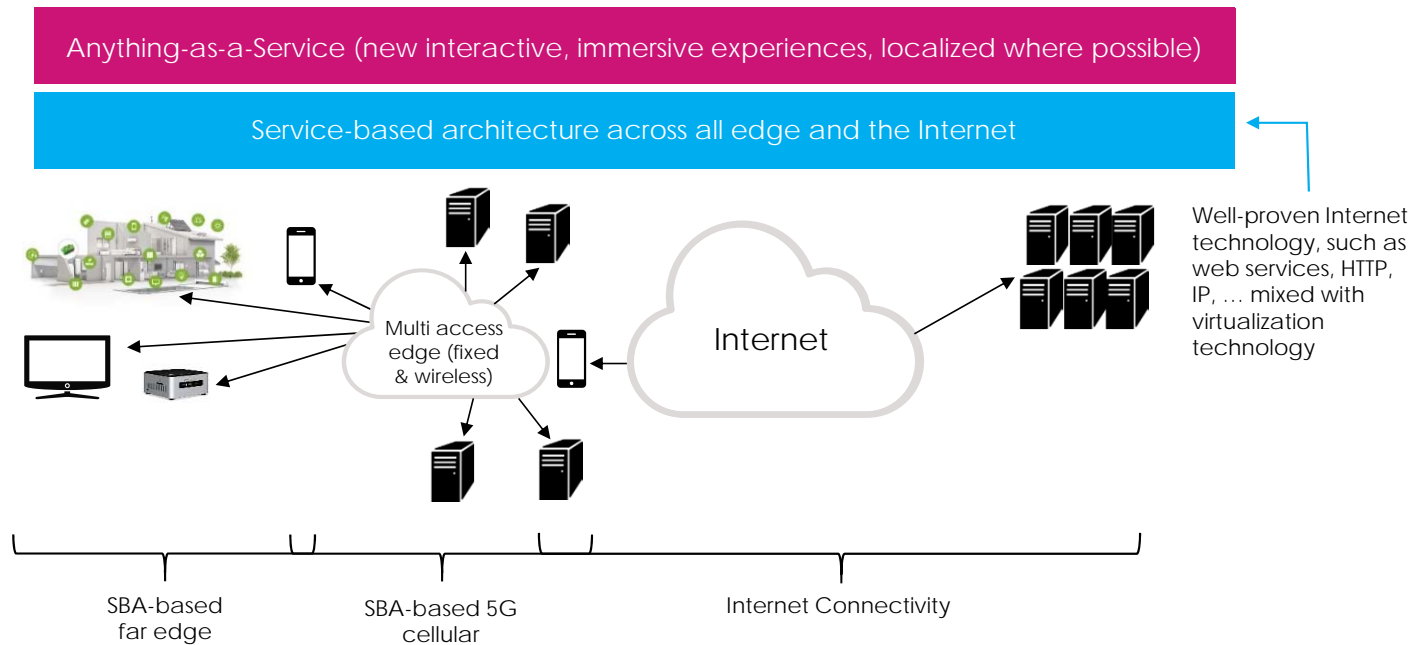 Anything-as-a-Service (new interactive, immersive experiences, localized where possible)
Service-based architecture across all edge and the Internet
Well-proven Internet
technology, such as
web services, HTTP,
IP, … mixed with
virtualization
technology
Multi access
edge (fixed
& wireless)
Internet
SBA-based
far edge
SBA-based 5G
cellular
Internet Connectivity